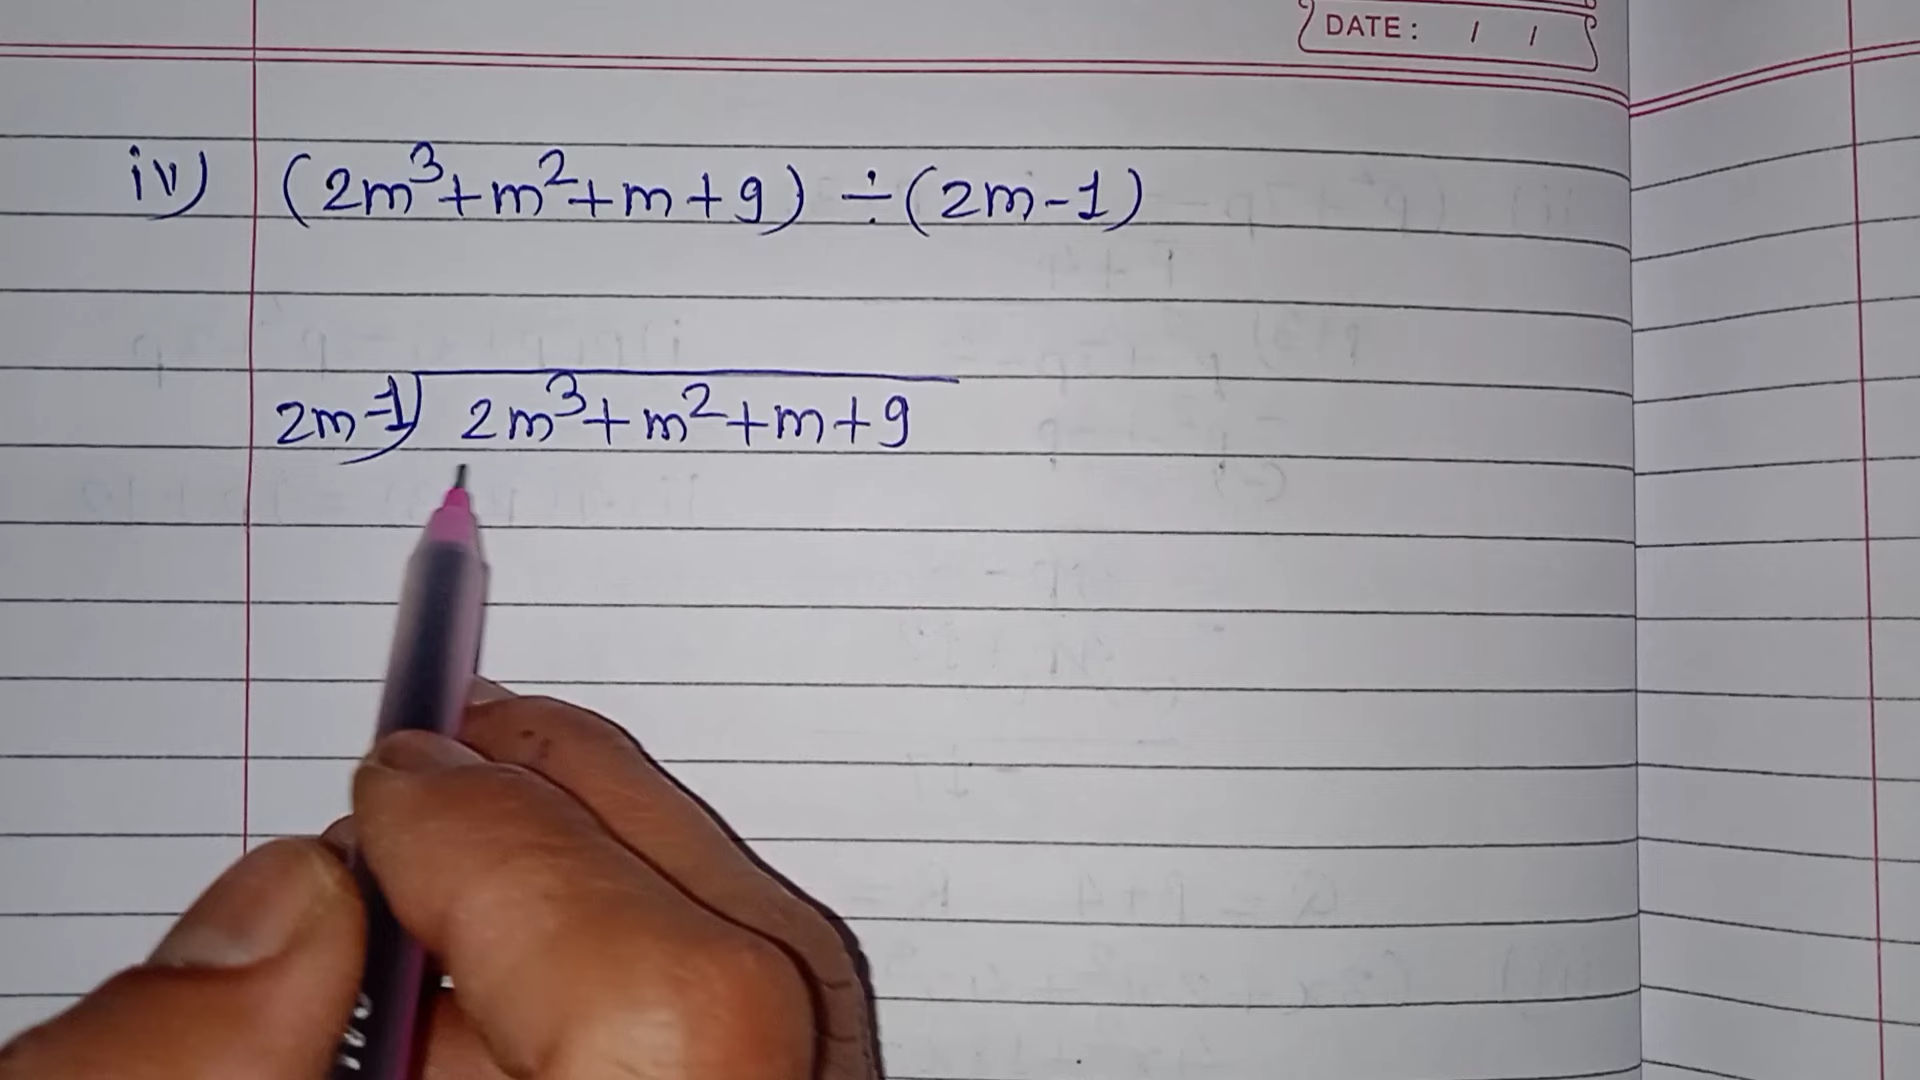 DATE : / /
iv) (2m³+m²+m+9) ÷ (2m-1)
2m-1) 2m³+m²+m+9